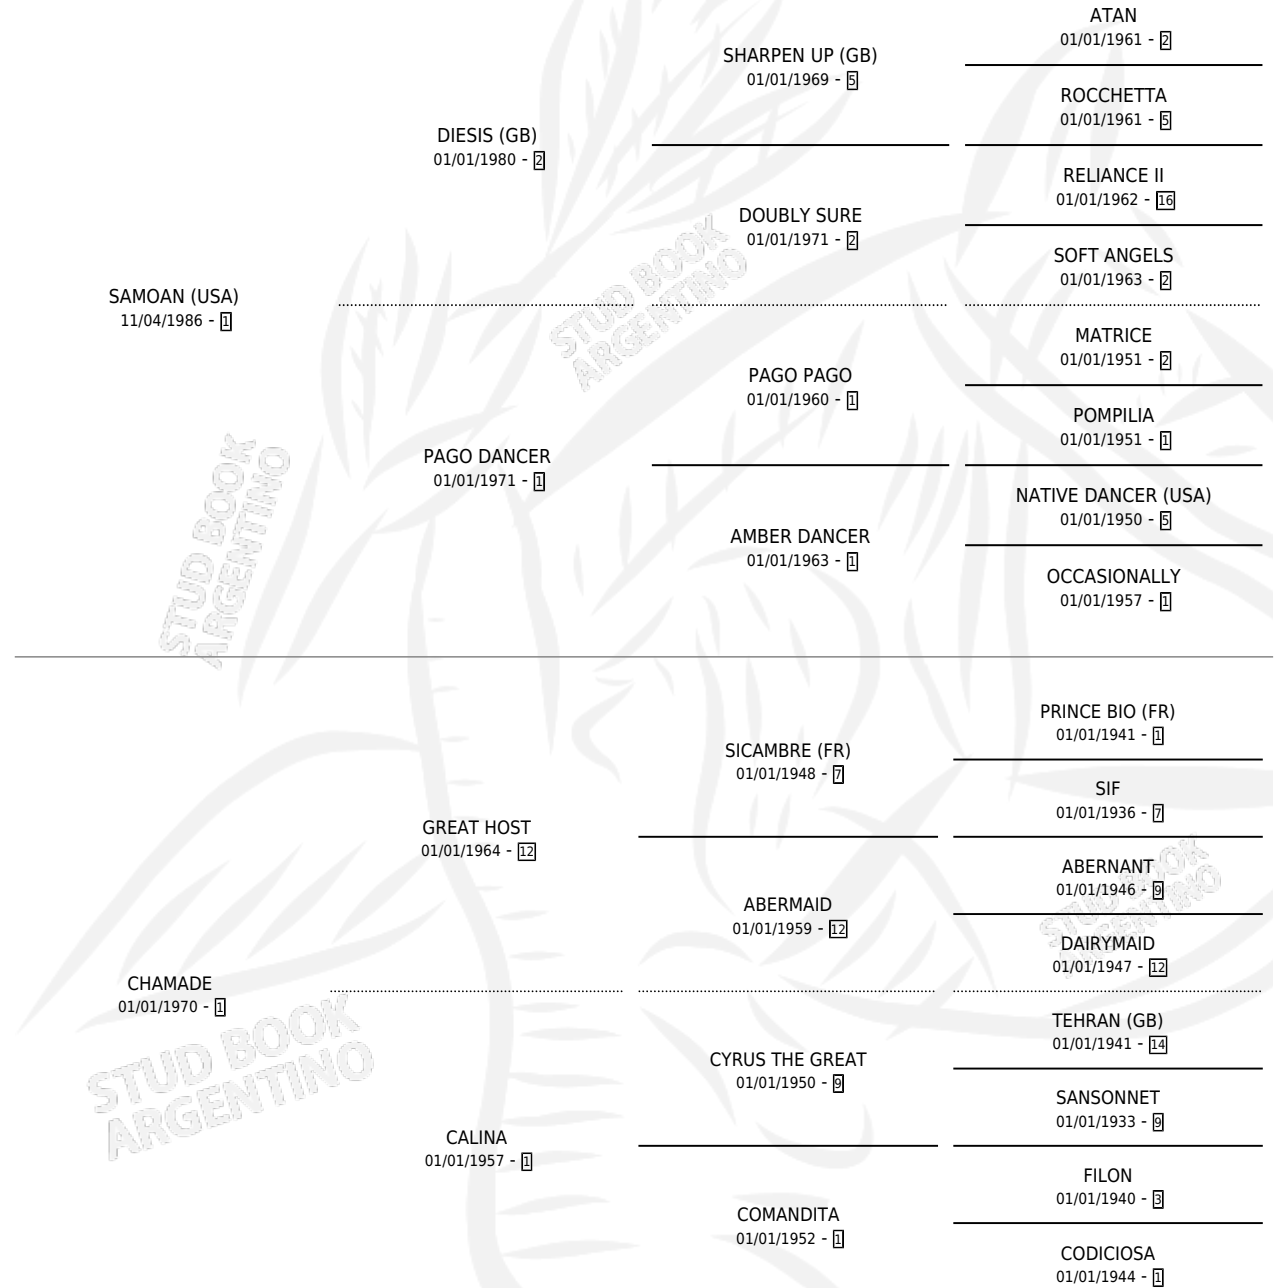 ATAN
01/01/1961 - 2
SHARPEN UP (GB)
01/01/1969 - 5
ROCCHETTA
01/01/1961 - 5
DIESIS (GB)
01/01/1980 - 2
RELIANCE II
01/01/1962 - 16
DOUBLY SURE
01/01/1971 - 2
SOFT ANGELS
01/01/1963 - 2
SAMOAN (USA)
11/04/1986 - 1
MATRICE
01/01/1951 - 2
PAGO PAGO
01/01/1960 - 1
POMPILIA
01/01/1951 - 1
PAGO DANCER
01/01/1971 - 1
NATIVE DANCER (USA)
01/01/1950 - 5
AMBER DANCER
01/01/1963 - 1
OCCASIONALLY
01/01/1957 - 1
PRINCE BIO (FR)
01/01/1941 - 1
SICAMBRE (FR)
01/01/1948 - 7
SIF
01/01/1936 - 7
GREAT HOST
01/01/1964 - 12
ABERNANT
01/01/1946 - 9
ABERMAID
01/01/1959 - 12
DAIRYMAID
01/01/1947 - 12
CHAMADE
01/01/1970 - 1
TEHRAN (GB)
01/01/1941 - 14
CYRUS THE GREAT
01/01/1950 - 9
SANSONNET
01/01/1933 - 9
CALINA
01/01/1957 - 1
FILON
01/01/1940 - 3
COMANDITA
01/01/1952 - 1
CODICIOSA
01/01/1944 - 1
STUD BOOK
ARGENTINO
STUD BOOK
ARGENTINO
STUD BOOK
ARGENTINO
STUD BOOK
ARGENTINO